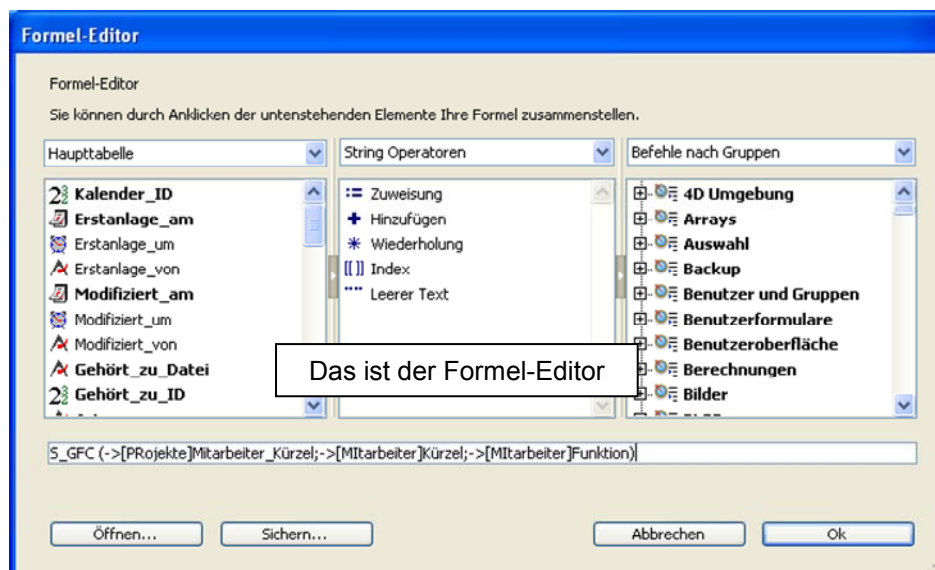 Formel-Editor
Formel-Editor
Sie können durch Anklicken der untenstehenden Elemente Ihre Formel zusammenstellen.
Haupttabelle
String Operatoren
Befehle nach Gruppen
Kalender_ID
Erstanlage_am
Erstanlage_um
Erstanlage_von
Modifiziert_am
Modifiziert_um
Modifiziert_von
Gehört_zu_Datei
Gehört_zu_ID
:= Zuweisung
+ Hinzufügen
* Wiederholung
[[ ]] Index
"" Leerer Text
4D Umgebung
Arrays
Auswahl
Backup
Benutzer und Gruppen
Benutzerformulare
Benutzeroberfläche
Berechnungen
Bilder
Das ist der Formel-Editor
S_GFC (->[PRojekte]Mitarbeiter_Kürzel;->[MItarbeiter]Kürzel;->[MItarbeiter]Funktion)
Öffnen...
Sichern...
Abbrechen
Ok